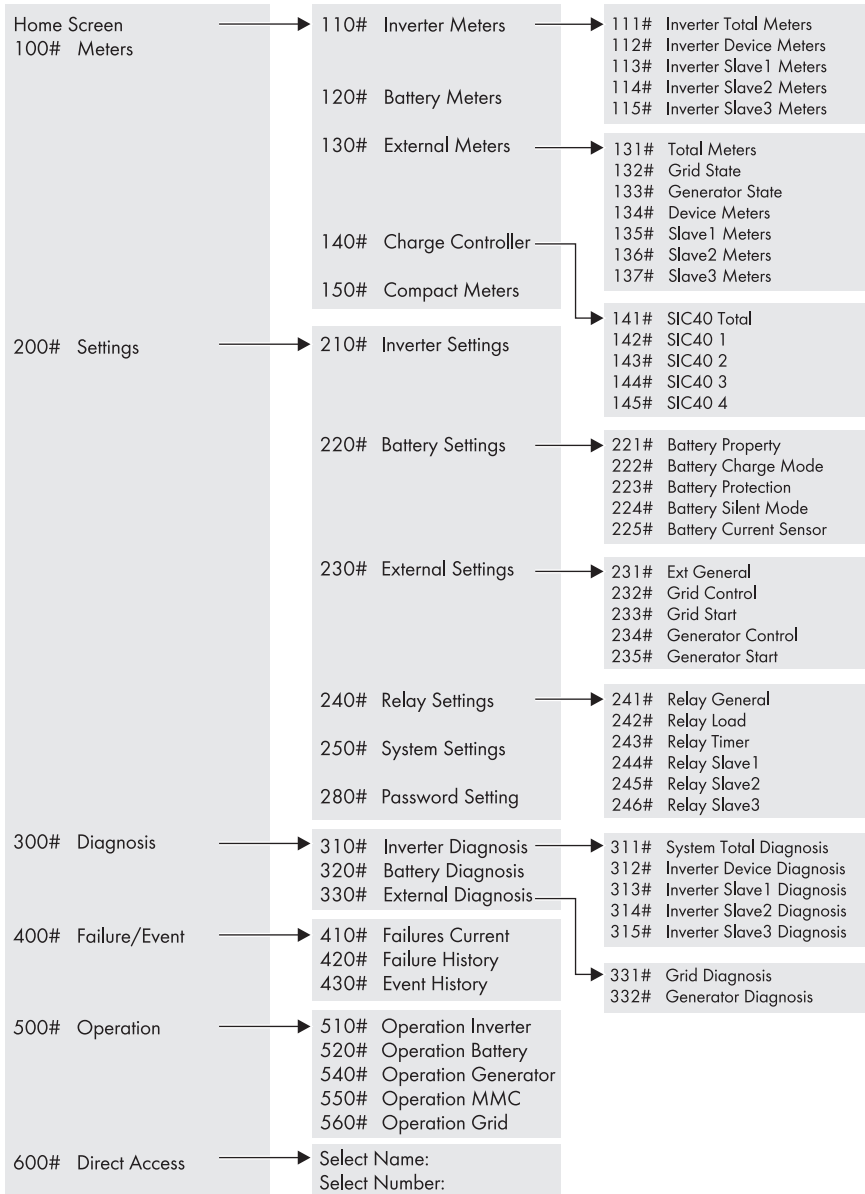 Home Screen
100# Meters
110# Inverter Meters
111# Inverter Total Meters
112# Inverter Device Meters
113# Inverter Slave1 Meters
114# Inverter Slave2 Meters
115# Inverter Slave3 Meters
120# Battery Meters
130# External Meters
131# Total Meters
132# Grid State
133# Generator State
134# Device Meters
135# Slave1 Meters
136# Slave2 Meters
137# Slave3 Meters
140# Charge Controller
141# SIC40 Total
142# SIC40 1
143# SIC40 2
144# SIC40 3
145# SIC40 4
150# Compact Meters
200# Settings
210# Inverter Settings
220# Battery Settings
221# Battery Property
222# Battery Charge Mode
223# Battery Protection
224# Battery Silent Mode
225# Battery Current Sensor
230# External Settings
231# Ext General
232# Grid Control
233# Grid Start
234# Generator Control
235# Generator Start
240# Relay Settings
241# Relay General
242# Relay Load
243# Relay Timer
244# Relay Slave1
245# Relay Slave2
246# Relay Slave3
250# System Settings
280# Password Setting
300# Diagnosis
310# Inverter Diagnosis
311# System Total Diagnosis
312# Inverter Device Diagnosis
313# Inverter Slave1 Diagnosis
314# Inverter Slave2 Diagnosis
315# Inverter Slave3 Diagnosis
320# Battery Diagnosis
330# External Diagnosis
331# Grid Diagnosis
332# Generator Diagnosis
400# Failure/Event
410# Failures Current
420# Failure History
430# Event History
500# Operation
510# Operation Inverter
520# Operation Battery
540# Operation Generator
550# Operation MMC
560# Operation Grid
600# Direct Access
Select Name:
Select Number: